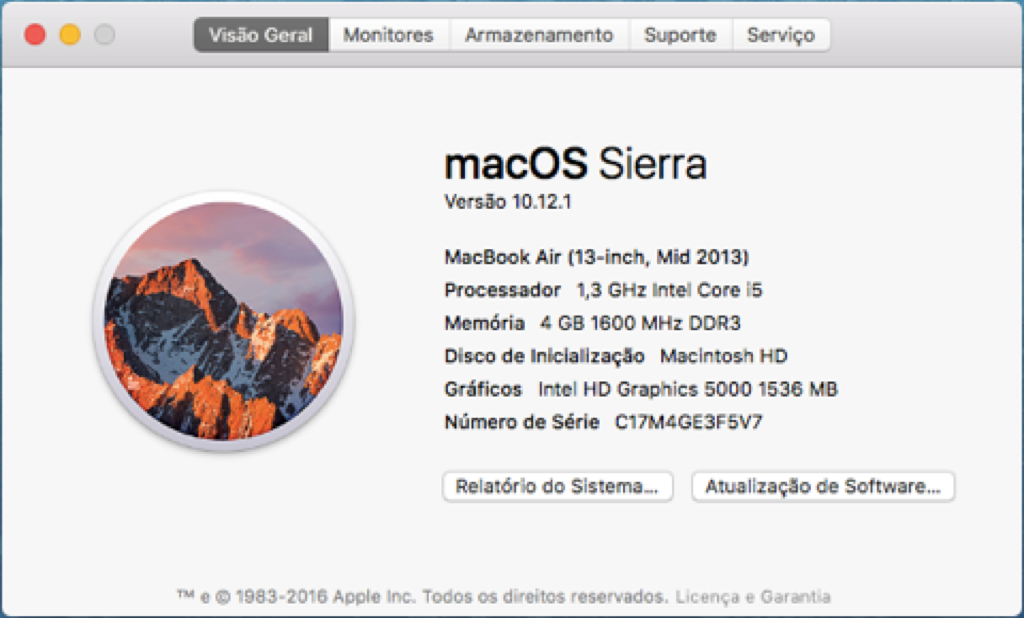 Visão Geral Monitores Armazenamento Suporte Serviço
macOS Sierra
Versão 10.12.1
MacBook Air (13-inch, Mid 2013)
Processador 1,3 GHz Intel Core i5
Memória 4 GB 1600 MHz DDR3
Disco de Inicialização Macintosh HD
Gráficos Intel HD Graphics 5000 1536 MB
Número de Série C17M4GE3F5V7
Relatório do Sistema... Atualização de Software...
™ e © 1983-2016 Apple Inc. Todos os direitos reservados. Licença e Garantia